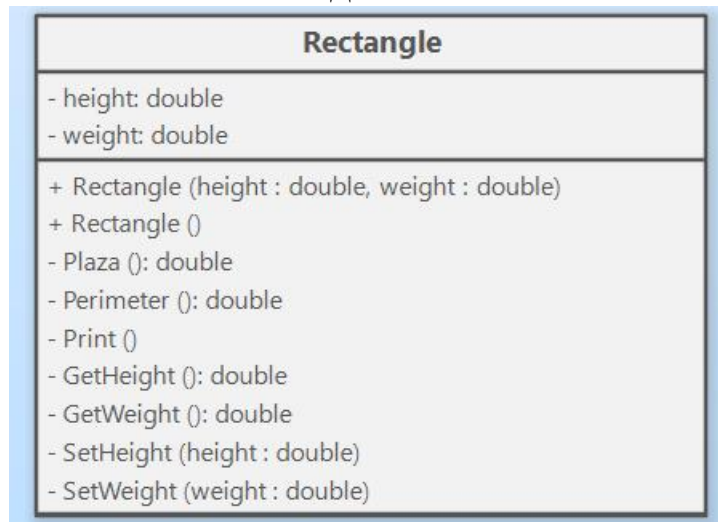 Rectangle
- height: double
- weight: double
+ Rectangle (height : double, weight : double)
+ Rectangle ()
- Plaza (): double
- Perimeter (): double
- Print ()
- GetHeight (): double
- GetWeight (): double
- SetHeight (height : double)
- SetWeight (weight : double)